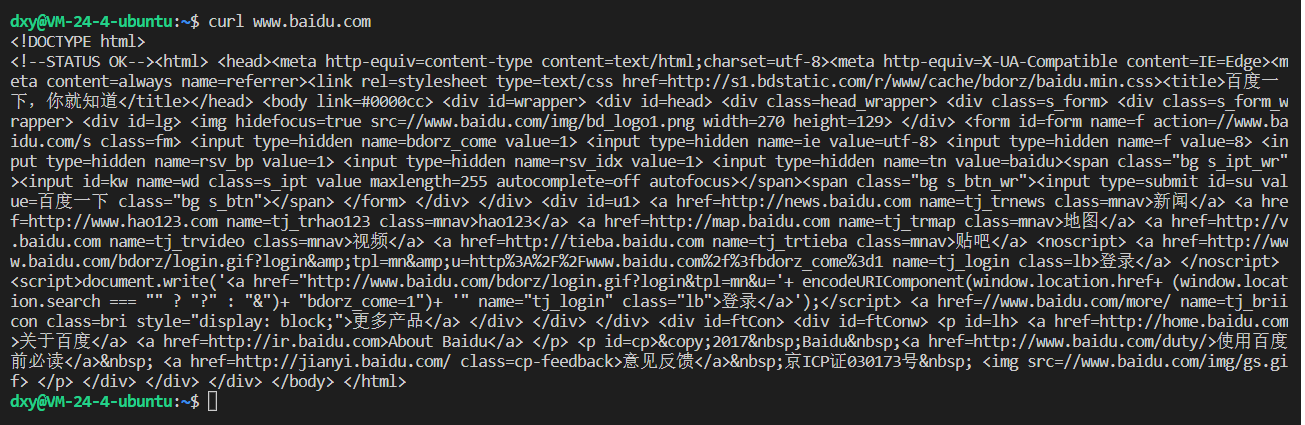 dxy@VM-24-4-ubuntu:~$ curl www.baidu.com
<!DOCTYPE html>
<!--STATUS OK--><html> <head><meta http-equiv=content-type content=text/html;charset=utf-8><meta http-equiv=X-UA-Compatible content=IE=Edge><m
eta content=always name=referrer><link rel=stylesheet type=text/css href=http://s1.bdstatic.com/r/www/cache/bdorz/baidu.min.css><title>百度一
下，你就知道</title></head> <body link=#0000cc> <div id=wrapper> <div id=head> <div class=head_wrapper> <div class=s_form> <div class=s_form_w
rapper> <div id=lg> <img hidefocus=true src=//www.baidu.com/img/bd_logo1.png width=270 height=129> </div> <form id=form name=f action=//www.ba
idu.com/s class=fm> <input type=hidden name=bdorz_come value=1> <input type=hidden name=ie value=utf-8> <input type=hidden name=f value=8> <in
put type=hidden name=rsv_bp value=1> <input type=hidden name=rsv_idx value=1> <input type=hidden name=tn value=baidu><span class="bg s_ipt_wr"
><input id=kw name=wd class=s_ipt value maxlength=255 autocomplete=off autofocus></span><span class="bg s_btn_wr"><input type=submit id=su val
ue=百度一下 class="bg s_btn"></span> </form> </div> </div> <div id=u1> <a href=http://news.baidu.com name=tj_trnews class=mnav>新闻</a> <a hre
f=http://www.hao123.com name=tj_trhao123 class=mnav>hao123</a> <a href=http://map.baidu.com name=tj_trmap class=mnav>地图</a> <a href=http://v
.baidu.com name=tj_trvideo class=mnav>视频</a> <a href=http://tieba.baidu.com name=tj_trtieba class=mnav>贴吧</a> <noscript> <a href=http://ww
w.baidu.com/bdorz/login.gif?login&amp;tpl=mn&amp;u=http%3A%2F%2Fwww.baidu.com%2f%3fbdorz_come%3d1 name=tj_login class=lb>登录</a> </noscript>
<script>document.write('<a href="http://www.baidu.com/bdorz/login.gif?login&tpl=mn&u='+ encodeURIComponent(window.location.href+ (window.locat
ion.search === "" ? "?" : "&")+ "bdorz_come=1")+ '" name="tj_login" class="lb">登录</a>');</script> <a href=//www.baidu.com/more/ name=tj_brii
con class=bri style="display: block;">更多产品</a> </div> </div> </div> <div id=ftCon> <div id=ftConw> <p id=lh> <a href=http://home.baidu.com
>关于百度</a> <a href=http://ir.baidu.com>About Baidu</a> </p> <p id=cp>&copy;2017&nbsp;Baidu&nbsp;<a href=http://www.baidu.com/duty/>使用百度
前必读</a>&nbsp; <a href=http://jianyi.baidu.com/ class=cp-feedback>意见反馈</a>&nbsp;京ICP证030173号&nbsp; <img src=//www.baidu.com/img/gs.gi
f> </p> </div> </div> </div> </body> </html>
dxy@VM-24-4-ubuntu:~$